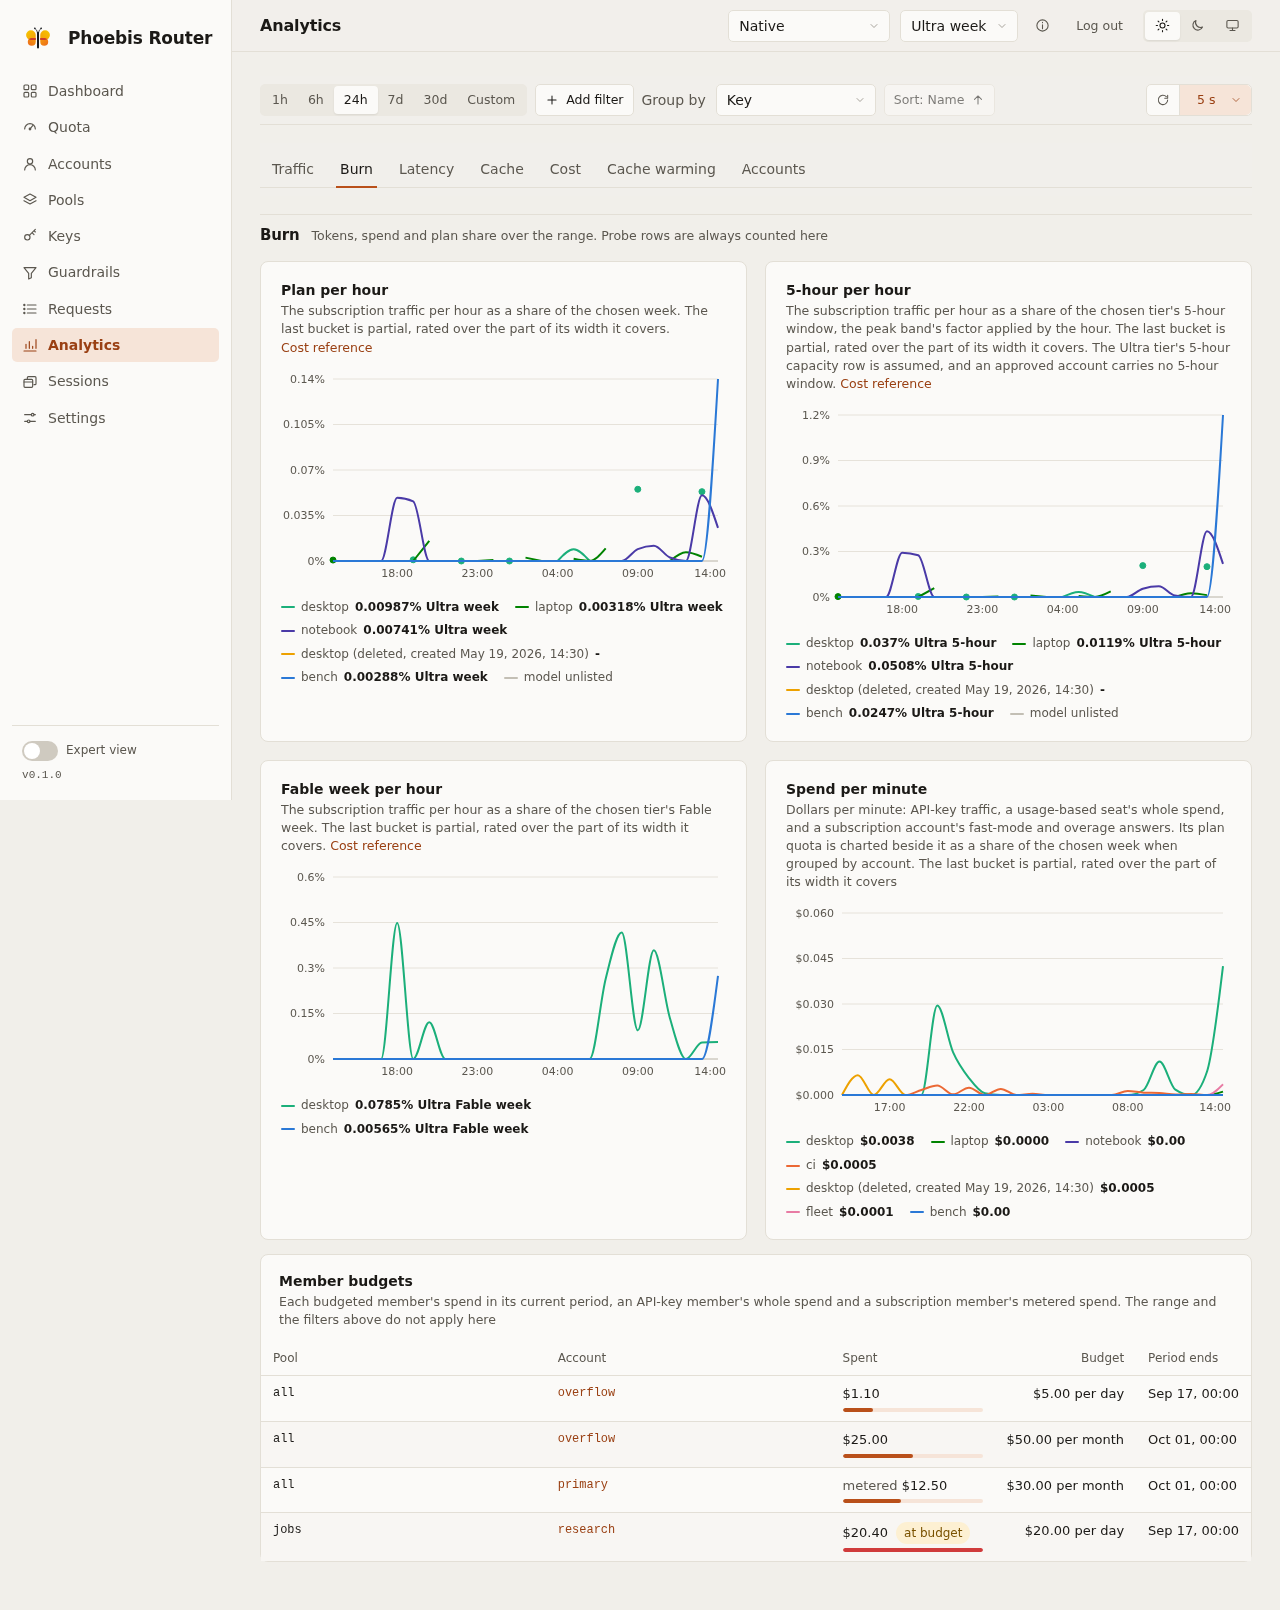 Phoebis Router
Analytics
Native
Ultra week
Log out
Dashboard
Quota
Accounts
Pools
Keys
Guardrails
Requests
Analytics
Sessions
Settings
Expert view
v0.1.0
1h 6h 24h 7d 30d Custom
Add filter
Group by
Key
Sort: Name
5 s
Traffic Burn Latency Cache Cost Cache warming Accounts
Burn Tokens, spend and plan share over the range. Probe rows are always counted here
Plan per hour
The subscription traffic per hour as a share of the chosen week. The
last bucket is partial, rated over the part of its width it covers.
Cost reference
0.14%
0.105%
0.07%
0.035%
0%
18:00 23:00 04:00 09:00 14:00
desktop 0.00987% Ultra week laptop 0.00318% Ultra week
notebook 0.00741% Ultra week
desktop (deleted, created May 19, 2026, 14:30) -
bench 0.00288% Ultra week model unlisted
5-hour per hour
The subscription traffic per hour as a share of the chosen tier's 5-hour
window, the peak band's factor applied by the hour. The last bucket is
partial, rated over the part of its width it covers. The Ultra tier's 5-hour
capacity row is assumed, and an approved account carries no 5-hour
window. Cost reference
1.2%
0.9%
0.6%
0.3%
0%
18:00 23:00 04:00 09:00 14:00
desktop 0.037% Ultra 5-hour laptop 0.0119% Ultra 5-hour
notebook 0.0508% Ultra 5-hour
desktop (deleted, created May 19, 2026, 14:30) -
bench 0.0247% Ultra 5-hour model unlisted
Fable week per hour
The subscription traffic per hour as a share of the chosen tier's Fable
week. The last bucket is partial, rated over the part of its width it
covers. Cost reference
0.6%
0.45%
0.3%
0.15%
0%
18:00 23:00 04:00 09:00 14:00
desktop 0.0785% Ultra Fable week
bench 0.00565% Ultra Fable week
Spend per minute
Dollars per minute: API-key traffic, a usage-based seat's whole spend,
and a subscription account's fast-mode and overage answers. Its plan
quota is charted beside it as a share of the chosen week when
grouped by account. The last bucket is partial, rated over the part of
its width it covers
$0.060
$0.045
$0.030
$0.015
$0.000
17:00 22:00 03:00 08:00 14:00
desktop $0.0038 laptop $0.0000 notebook $0.00
ci $0.0005
desktop (deleted, created May 19, 2026, 14:30) $0.0005
fleet $0.0001 bench $0.00
Member budgets
Each budgeted member's spend in its current period, an API-key member's whole spend and a subscription member's metered spend. The range and
the filters above do not apply here
Pool Account Spent Budget Period ends
all overflow $1.10 $5.00 per day Sep 17, 00:00
all overflow $25.00 $50.00 per month Oct 01, 00:00
all primary metered $12.50 $30.00 per month Oct 01, 00:00
jobs research $20.40 at budget $20.00 per day Sep 17, 00:00